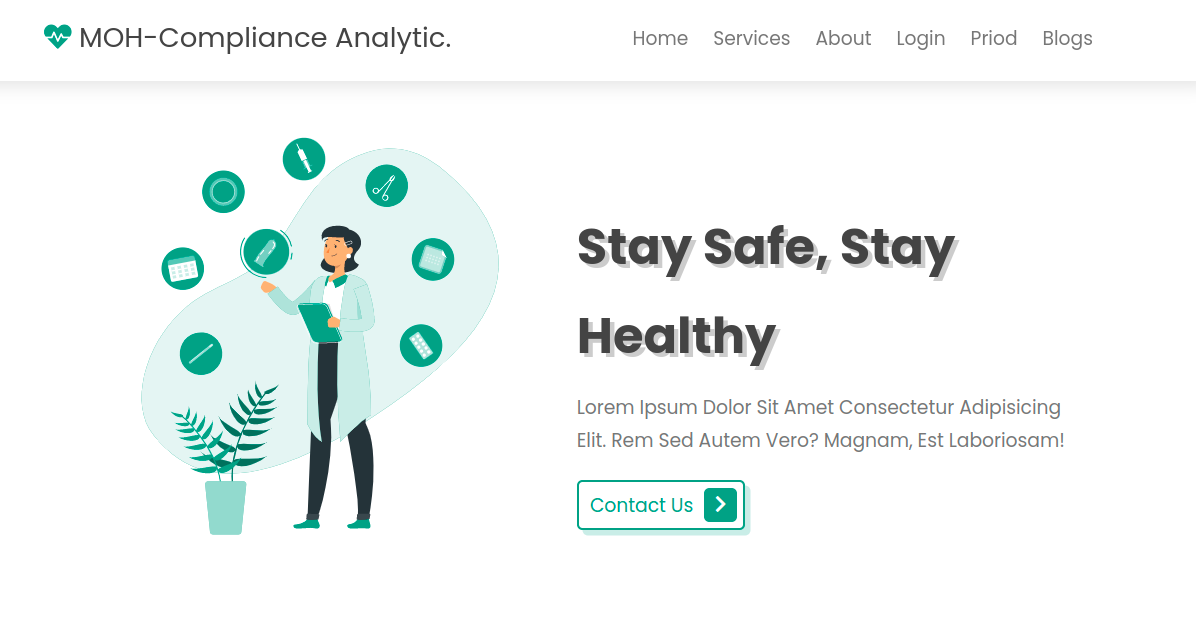 MOH-Compliance Analytic.
Home Services About Login Priod Blogs
Stay Safe, Stay
Healthy
Lorem Ipsum Dolor Sit Amet Consectetur Adipisicing
Elit. Rem Sed Autem Vero? Magnam, Est Laboriosam!
Contact Us